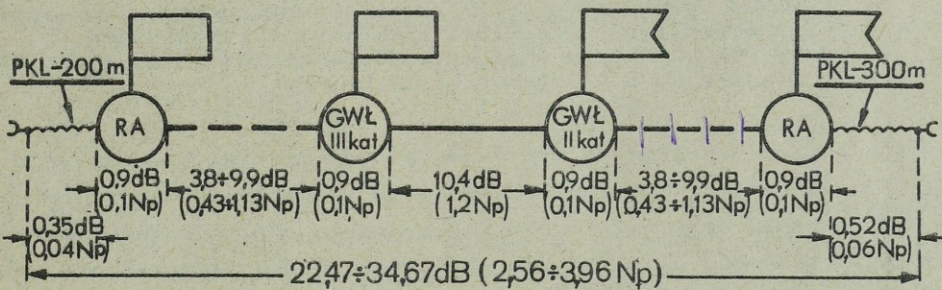 PKL-200m
PKL-300m
RA
GWŁ
III kat
GWŁ
II kat
RA
0,9dB
(0,1Np)
3,8÷9,9dB
(0,43÷1,13Np)
0,9dB
(0,1Np)
10,4dB
(1,2Np)
0,9dB
(0,1Np)
3,8÷9,9dB
(0,43÷1,13Np)
0,9dB
(0,1Np)
0,35dB
(0,04Np)
0,52dB
(0,06Np)
22,47÷34,67dB (2,56÷3,96 Np)